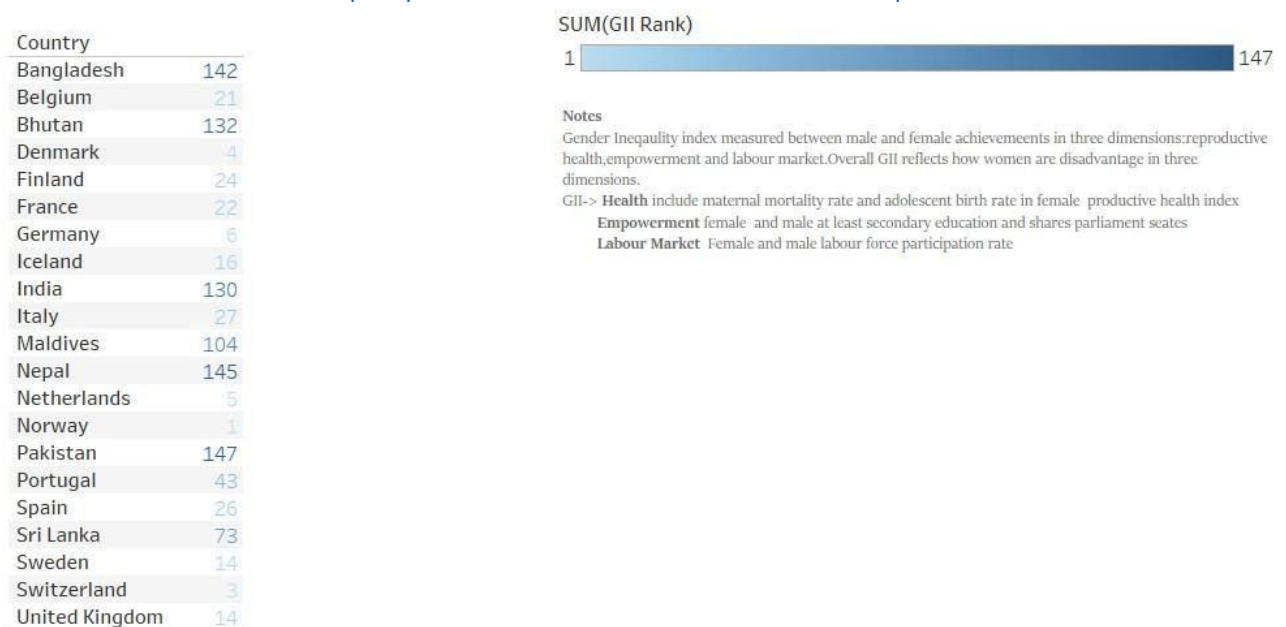 Country
Bangladesh 142
Belgium 21
Bhutan 132
Denmark 4
Finland 24
France 22
Germany 6
Iceland 16
India 130
Italy 27
Maldives 104
Nepal 145
Netherlands 5
Norway 1
Pakistan 147
Portugal 43
Spain 26
Sri Lanka 73
Sweden 14
Switzerland 3
United Kingdom 14
SUM(GII Rank)
1 147
Notes
Gender Ineqaulity index measured between male and female achievemeents in three dimensions:reproductive
health,empowerment and labour market.Overall GII reflects how women are disadvantage in three
dimensions.
GII-> Health include maternal mortality rate and adolescent birth rate in female productive health index
Empowerment female and male at least secondary education and shares parliament seates
Labour Market Female and male labour force participation rate